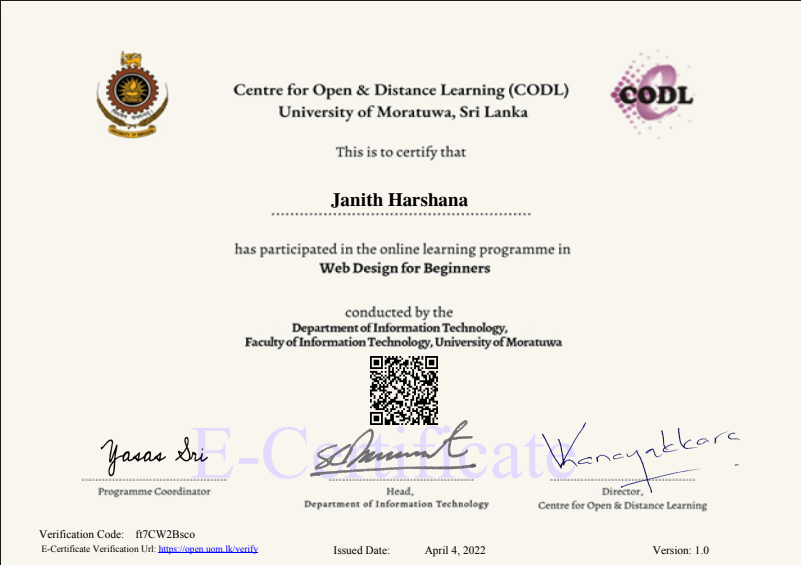 Centre for Open & Distance Learning (CODL)
University of Moratuwa, Sri Lanka
CODL
This is to certify that
Janith Harshana
has participated in the online learning programme in
Web Design for Beginners
conducted by the
Department of Information Technology,
Faculty of Information Technology, University of Moratuwa
E-Certificate
Yasas Sri
Programme Coordinator
Head,
Department of Information Technology
Director,
Centre for Open & Distance Learning
Verification Code: ft7CW2Bsco
E-Certificate Verification Url: https://open.uom.lk/verify
Issued Date: April 4, 2022
Version: 1.0